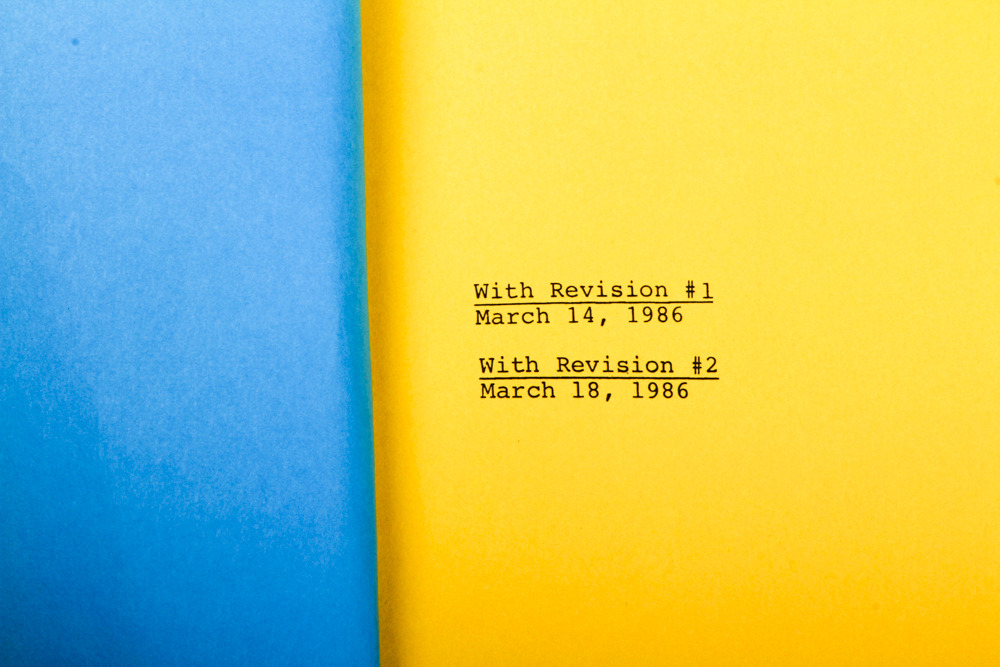 With Revision #1
March 14, 1986
With Revision #2
March 18, 1986